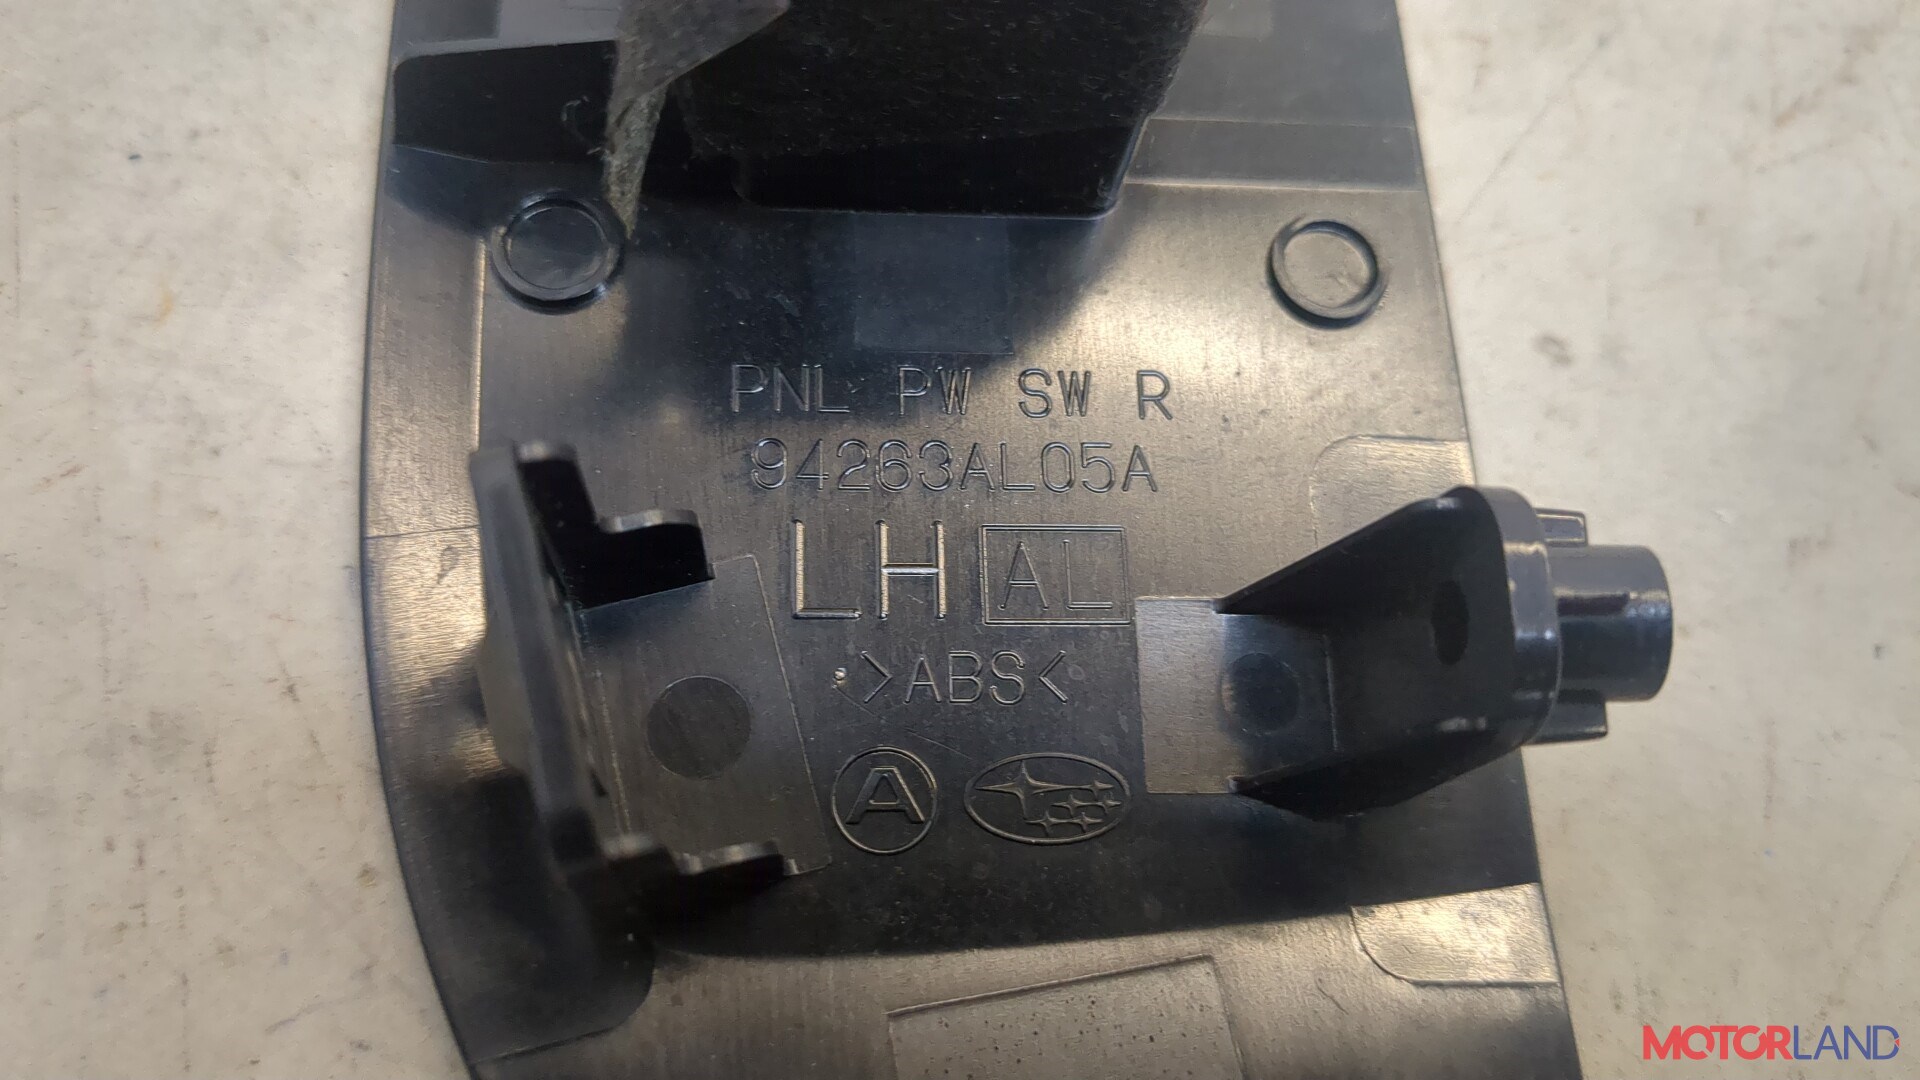 PNL PW SW R
94263AL05A
LH AL
>ABS<
A
MOTORLAND